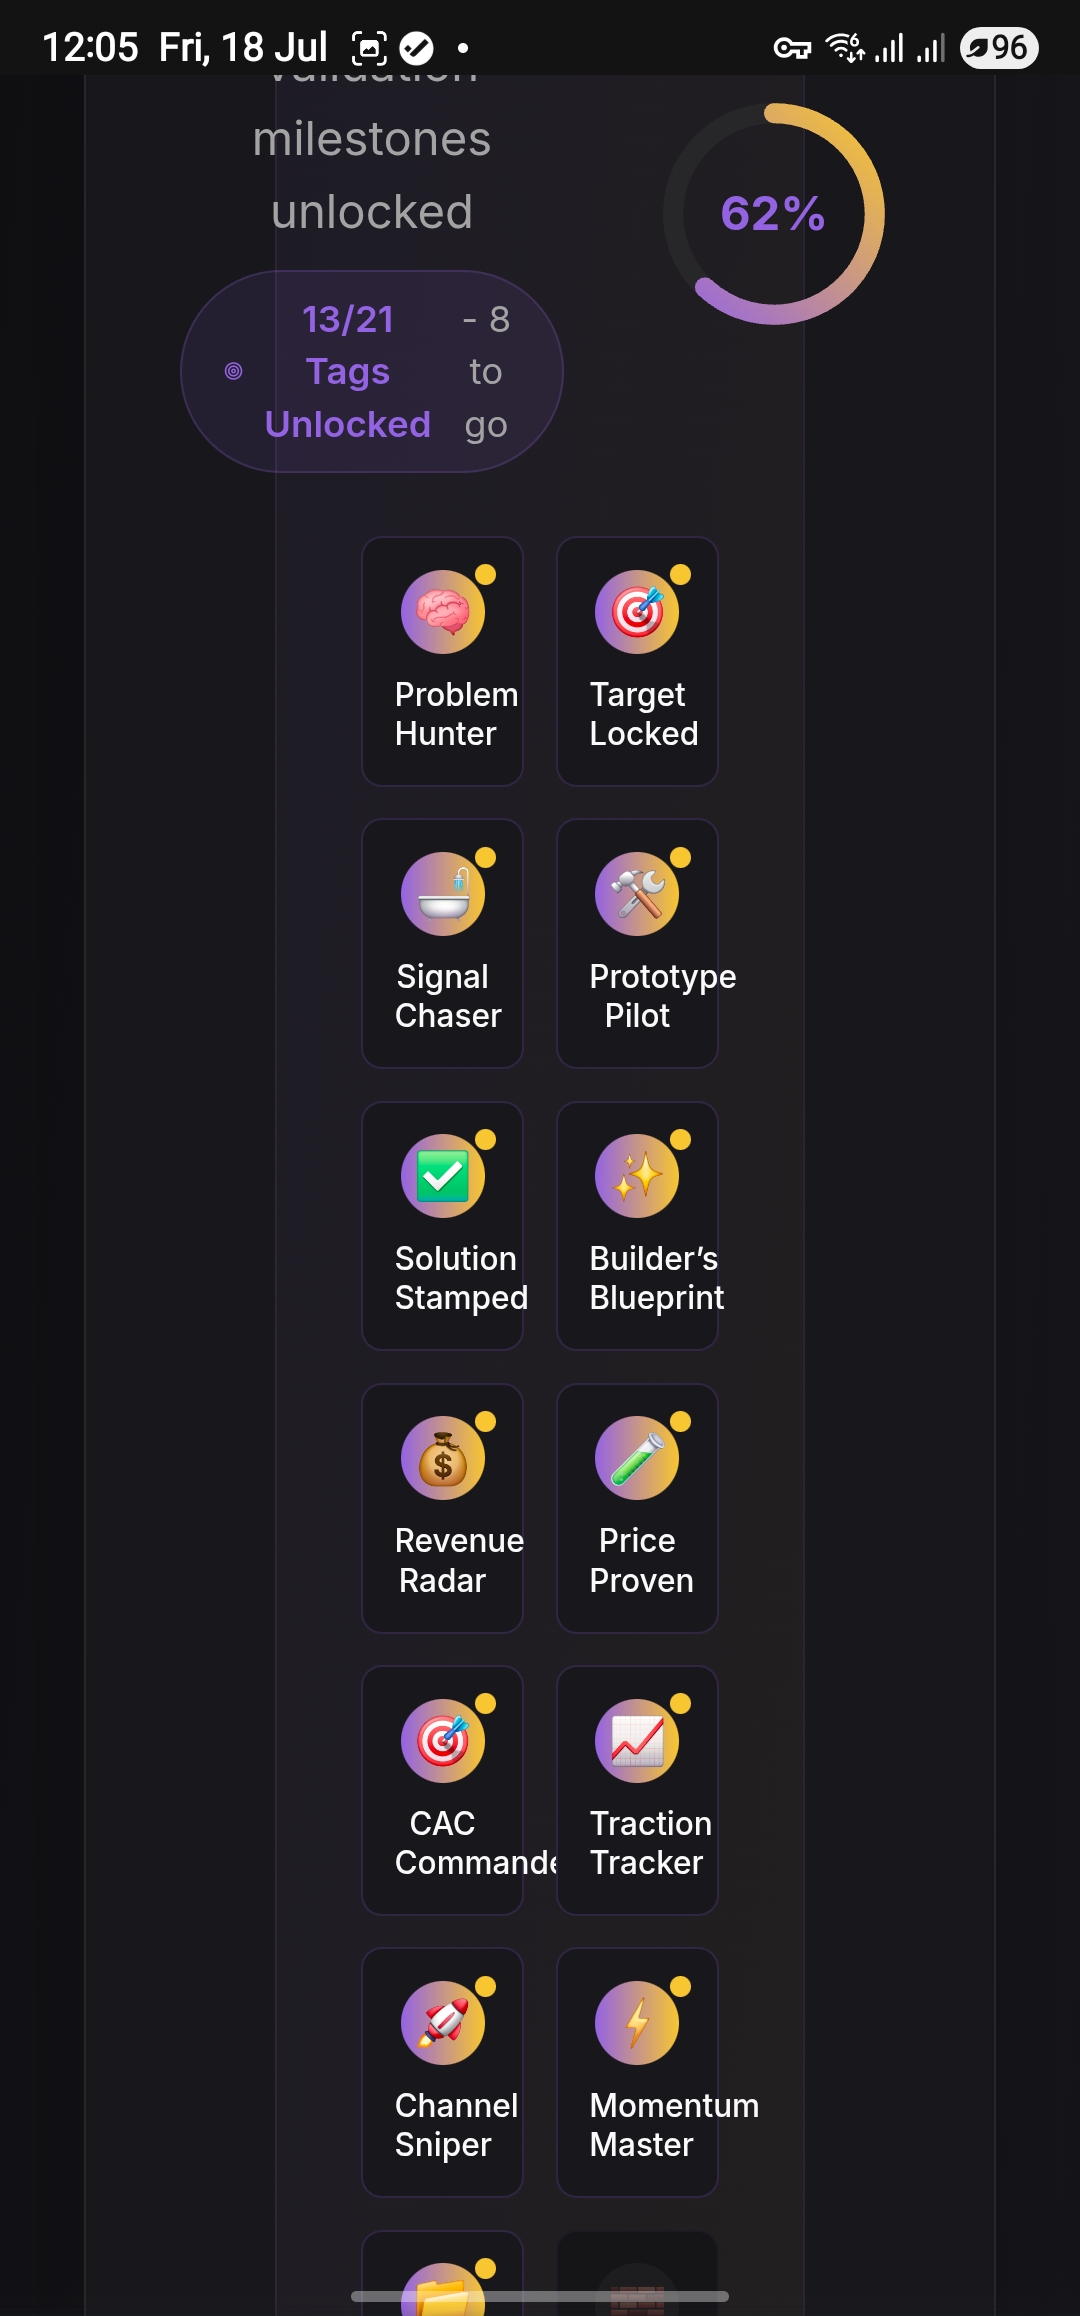 12:05 Fri, 18 Jul
96
validation
milestones
unlocked
62%
13/21
Tags
Unlocked
- 8
to
go
Problem
Hunter
Target
Locked
Signal
Chaser
Prototype
Pilot
Solution
Stamped
Builder’s
Blueprint
Revenue
Radar
Price
Proven
CAC
Commande
Traction
Tracker
Channel
Sniper
Momentum
Master